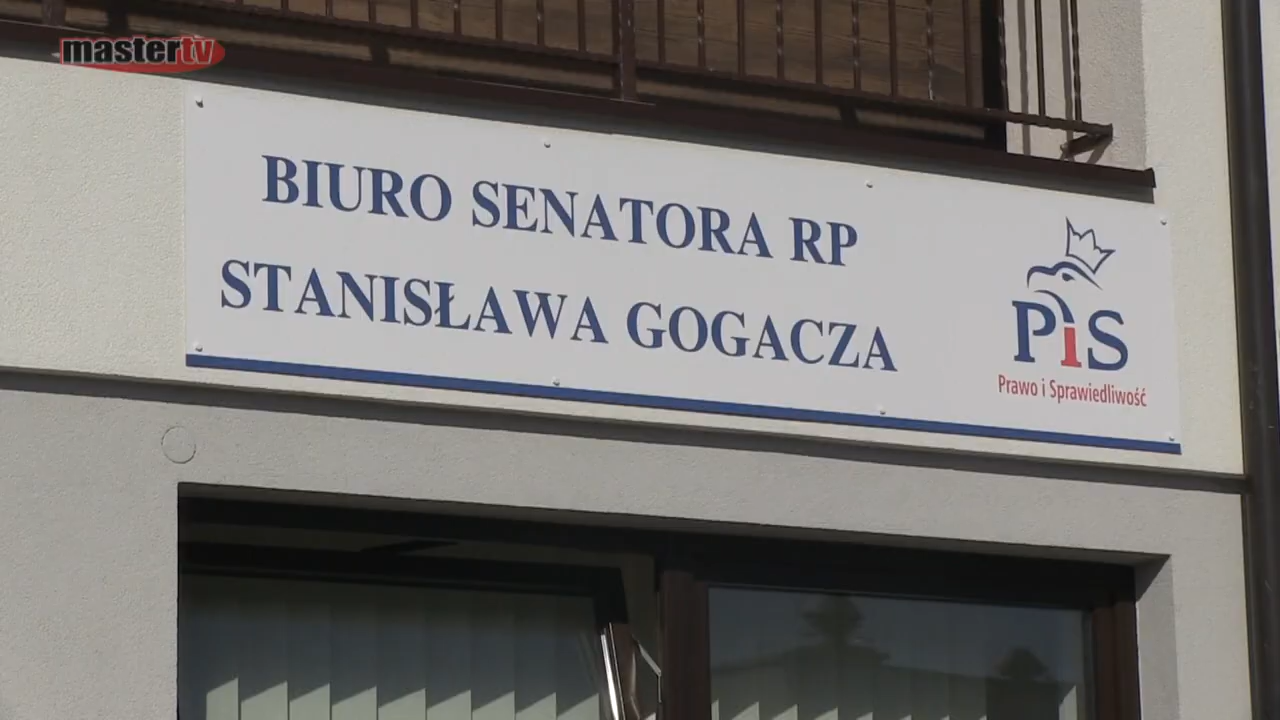 mastertv
BIURO SENATORA RP
STANISŁAWA GOGACZA
PiS
Prawo i Sprawiedliwość